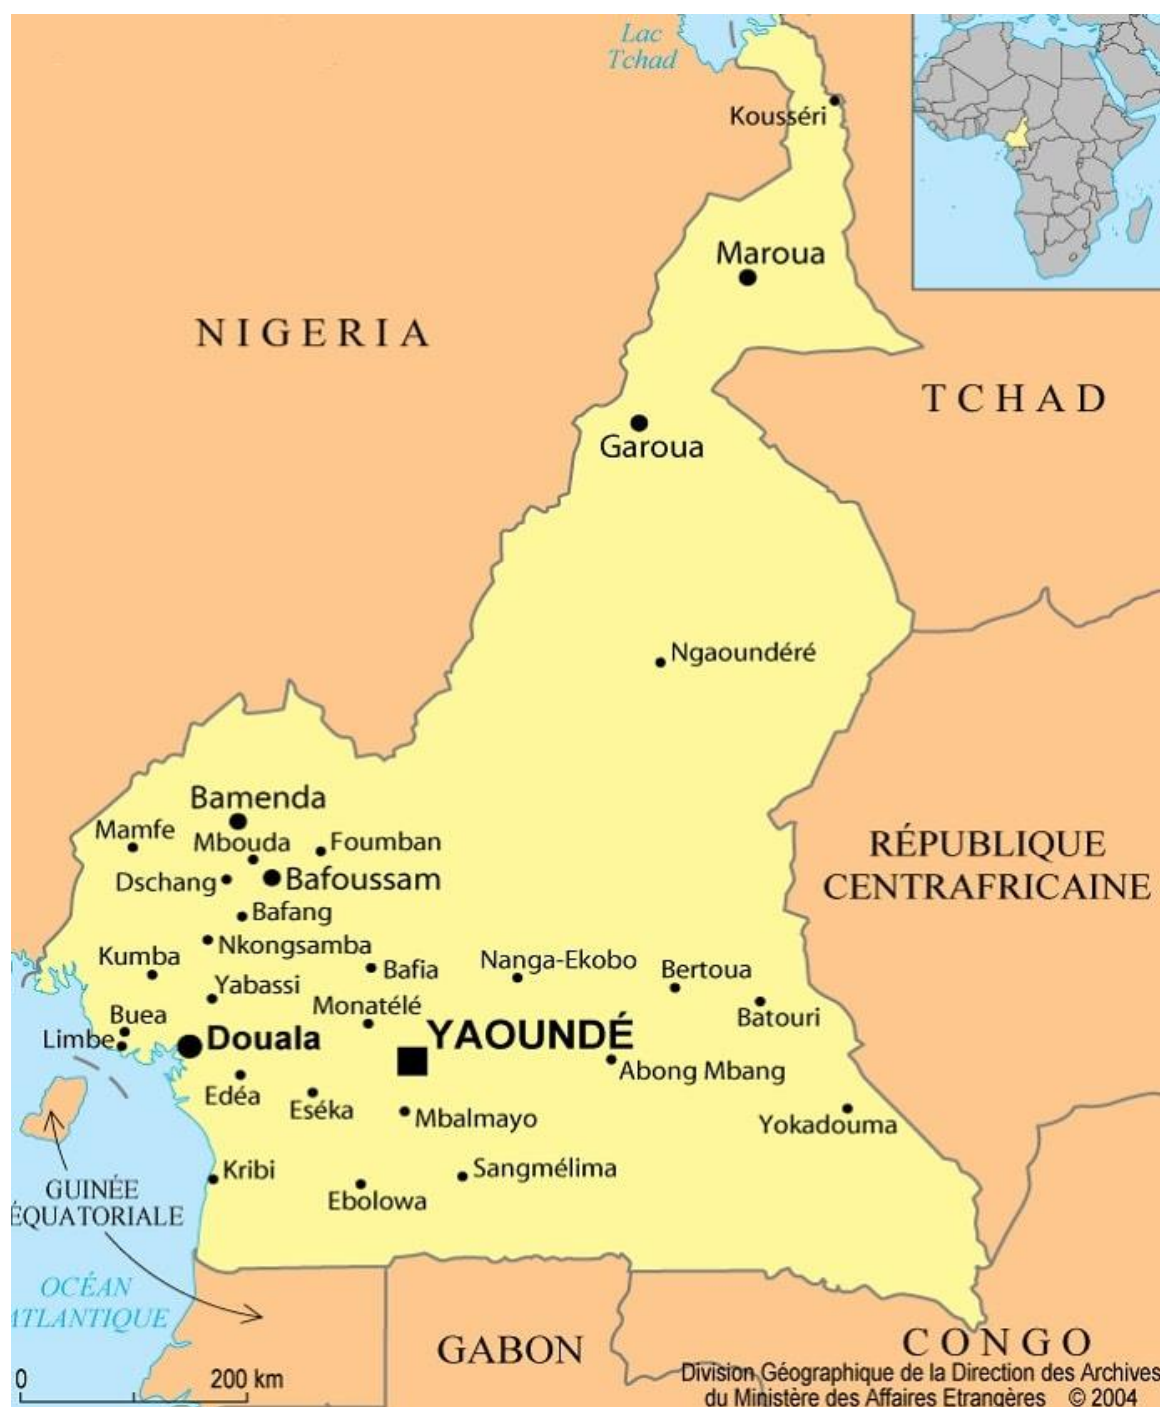 Lac
Tchad
Kousséri
Maroua
NIGERIA
TCHAD
Garoua
Ngaoundéré
Bamenda
Mamfe
Mbouda
Foumban
Dschang
Bafoussam
Bafang
Nkongsamba
Kumba
Bafia
Nanga-Ekobo
Bertoua
Yabassi
Monatélé
Batouri
Buea
Limbe
Douala
YAOUNDÉ
Abong Mbang
Edéa
Eséka
Mbalmayo
Yokadouma
RÉPUBLIQUE
CENTRAFRICAINE
Kribi
Sangmélima
Ebolowa
GUINÉE
ÉQUATORIALE
OCÉAN
ATLANTIQUE
GABON
CONGO
0 200 km
Division Géographique de la Direction des Archives
du Ministère des Affaires Etrangères © 2004